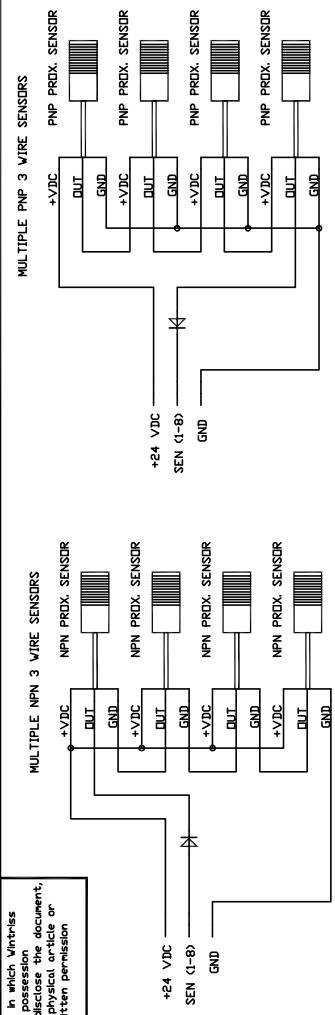 in which Wintriss
possession
disclose the document,
physical article or
itten permission
MULTIPLE NPN 3 WIRE SENSORS
+VDC
OUT
GND
NPN PROX. SENSOR
+VDC
OUT
GND
NPN PROX. SENSOR
+VDC
OUT
GND
NPN PROX. SENSOR
+VDC
OUT
GND
NPN PROX. SENSOR
+24 VDC
SEN (1-8)
GND
MULTIPLE PNP 3 WIRE SENSORS
+VDC
OUT
GND
PNP PROX. SENSOR
+VDC
OUT
GND
PNP PROX. SENSOR
+VDC
OUT
GND
PNP PROX. SENSOR
+VDC
OUT
GND
PNP PROX. SENSOR
+24 VDC
SEN (1-8)
GND